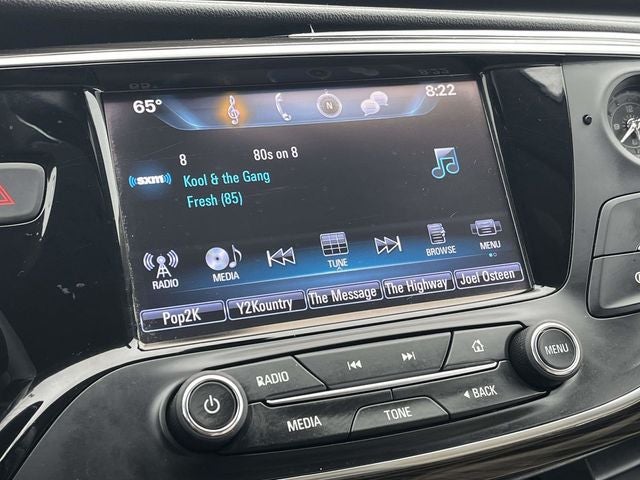 65° N 8:22
8 80s on 8
sxm Kool & the Gang
Fresh (85)
RADIO MEDIA TUNE BROWSE MENU
Pop2K Y2Kountry The Message The Highway Joel Osteen
RADIO MENU
MEDIA TONE BACK